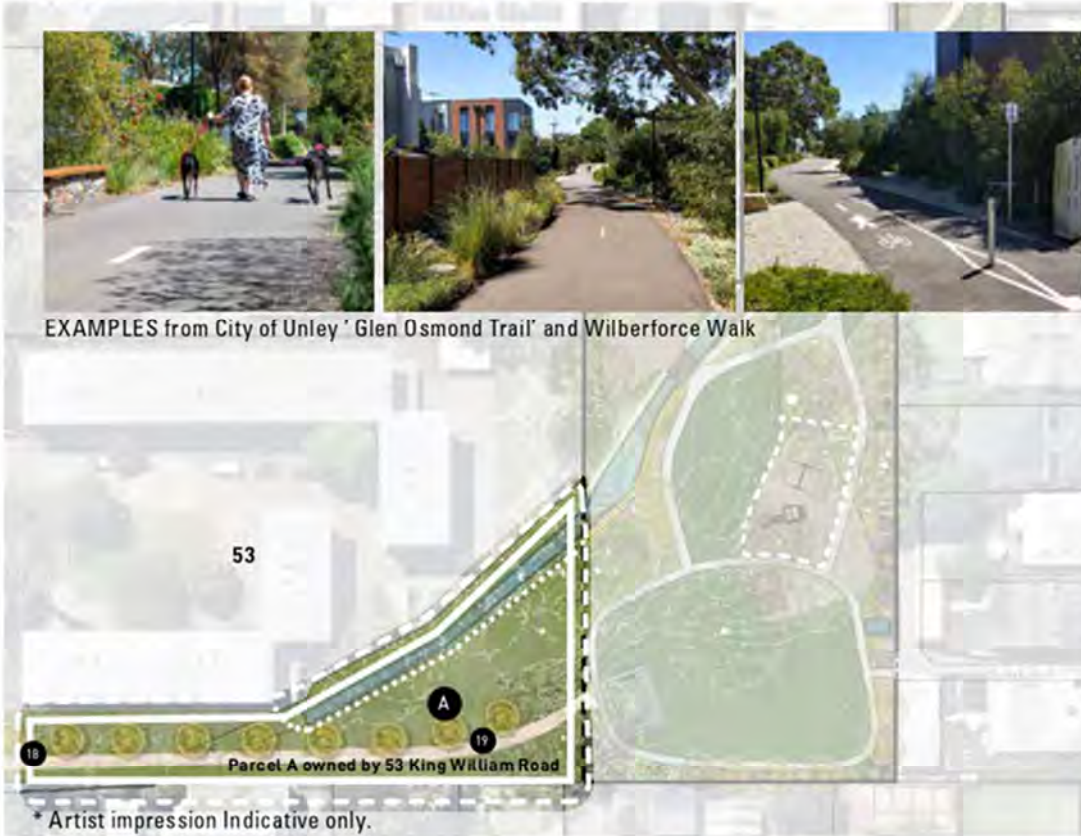 EXAMPLES from City of Unley ' Glen Osmond Trail' and Wilberforce Walk
53
A
18
19
Parcel A owned by 53 King William Road
* Artist impression Indicative only.